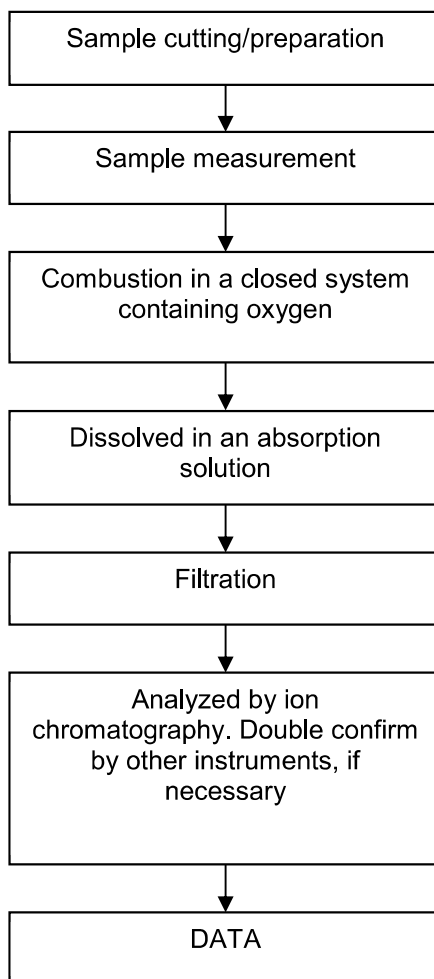 Sample cutting/preparation
Sample measurement
Combustion in a closed system
containing oxygen
Dissolved in an absorption
solution
Filtration
Analyzed by ion
chromatography. Double confirm
by other instruments, if
necessary
DATA